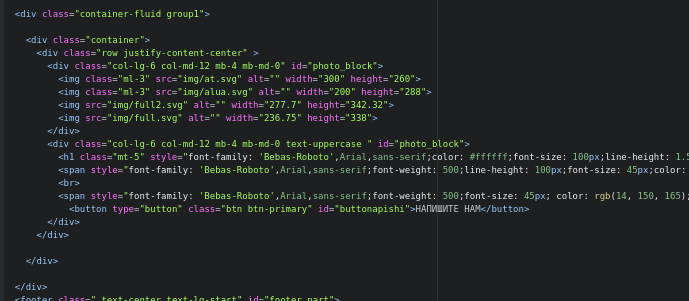 <div class="container-fluid group1">
<div class="container">
<div class="row justify-content-center" >
<div class="col-lg-6 col-md-12 mb-4 mb-md-0" id="photo_block">
<img class="ml-3" src="img/at.svg" alt="" width="300" height="260">
<img class="ml-3" src="img/alua.svg" alt="" width="200" height="288">
<img src="img/full2.svg" alt="" width="277.7" height="342.32">
<img src="img/full.svg" alt="" width="236.75" height="338">
</div>
<div class="col-lg-6 col-md-12 mb-4 mb-md-0 text-uppercase " id="photo_block">
<h1 class="mt-5" style="font-family: 'Bebas-Roboto',Arial,sans-serif;color: #ffffff;font-size: 100px;line-height: 1.5
<span style="font-family: 'Bebas-Roboto',Arial,sans-serif;font-weight: 500;line-height: 100px;font-size: 45px;color:
<br>
<span style="font-family: 'Bebas-Roboto',Arial,sans-serif;font-weight: 500;font-size: 45px; color: rgb(14, 150, 165);
<button type="button" class="btn btn-primary" id="buttonapishi">НАПИШИТЕ НАМ</button>
</div>
</div>
</div>
</div>
<footer class=" text-center text-lg-start" id="footer_part">